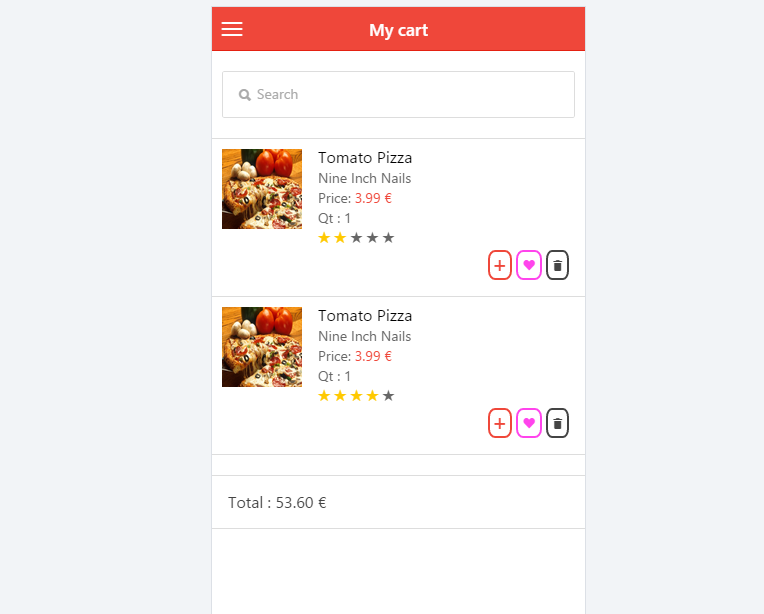 My cart
Search
Tomato Pizza
Nine Inch Nails
Price: 3.99 €
Qt : 1
Tomato Pizza
Nine Inch Nails
Price: 3.99 €
Qt : 1
Total : 53.60 €